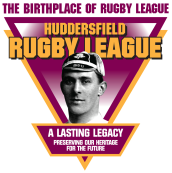 THE BIRTHPLACE OF RUGBY LEAGUE
HUDDERSFIELD
RUGBY LEAGUE
A LASTING LEGACY
PRESERVING OUR HERITAGE
FOR THE FUTURE